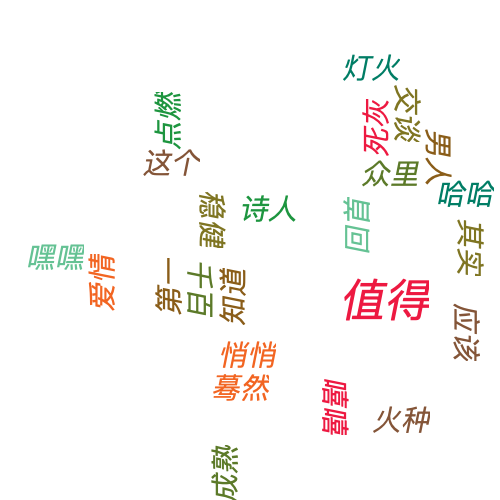 灯火
点燃
死灰
交谈
男人
这个
众里
哈哈
稳健
诗人
回首
其实
嘿嘿
爱情
第一
千百
知道
值得
应该
悄悄
蓦然
嘻嘻
火种
成熟